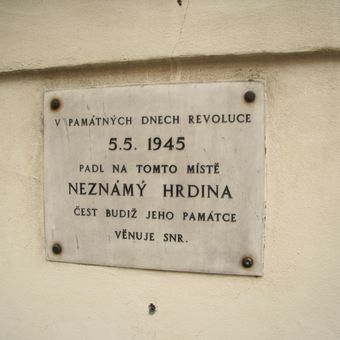 V PAMÁTNÝCH DNECH REVOLUCE
5.5. 1945
PADL NA TOMTO MÍSTĚ
NEZNÁMÝ HRDINA
ČEST BUDIŽ JEHO PAMÁTCE
VĚNUJE SNR.